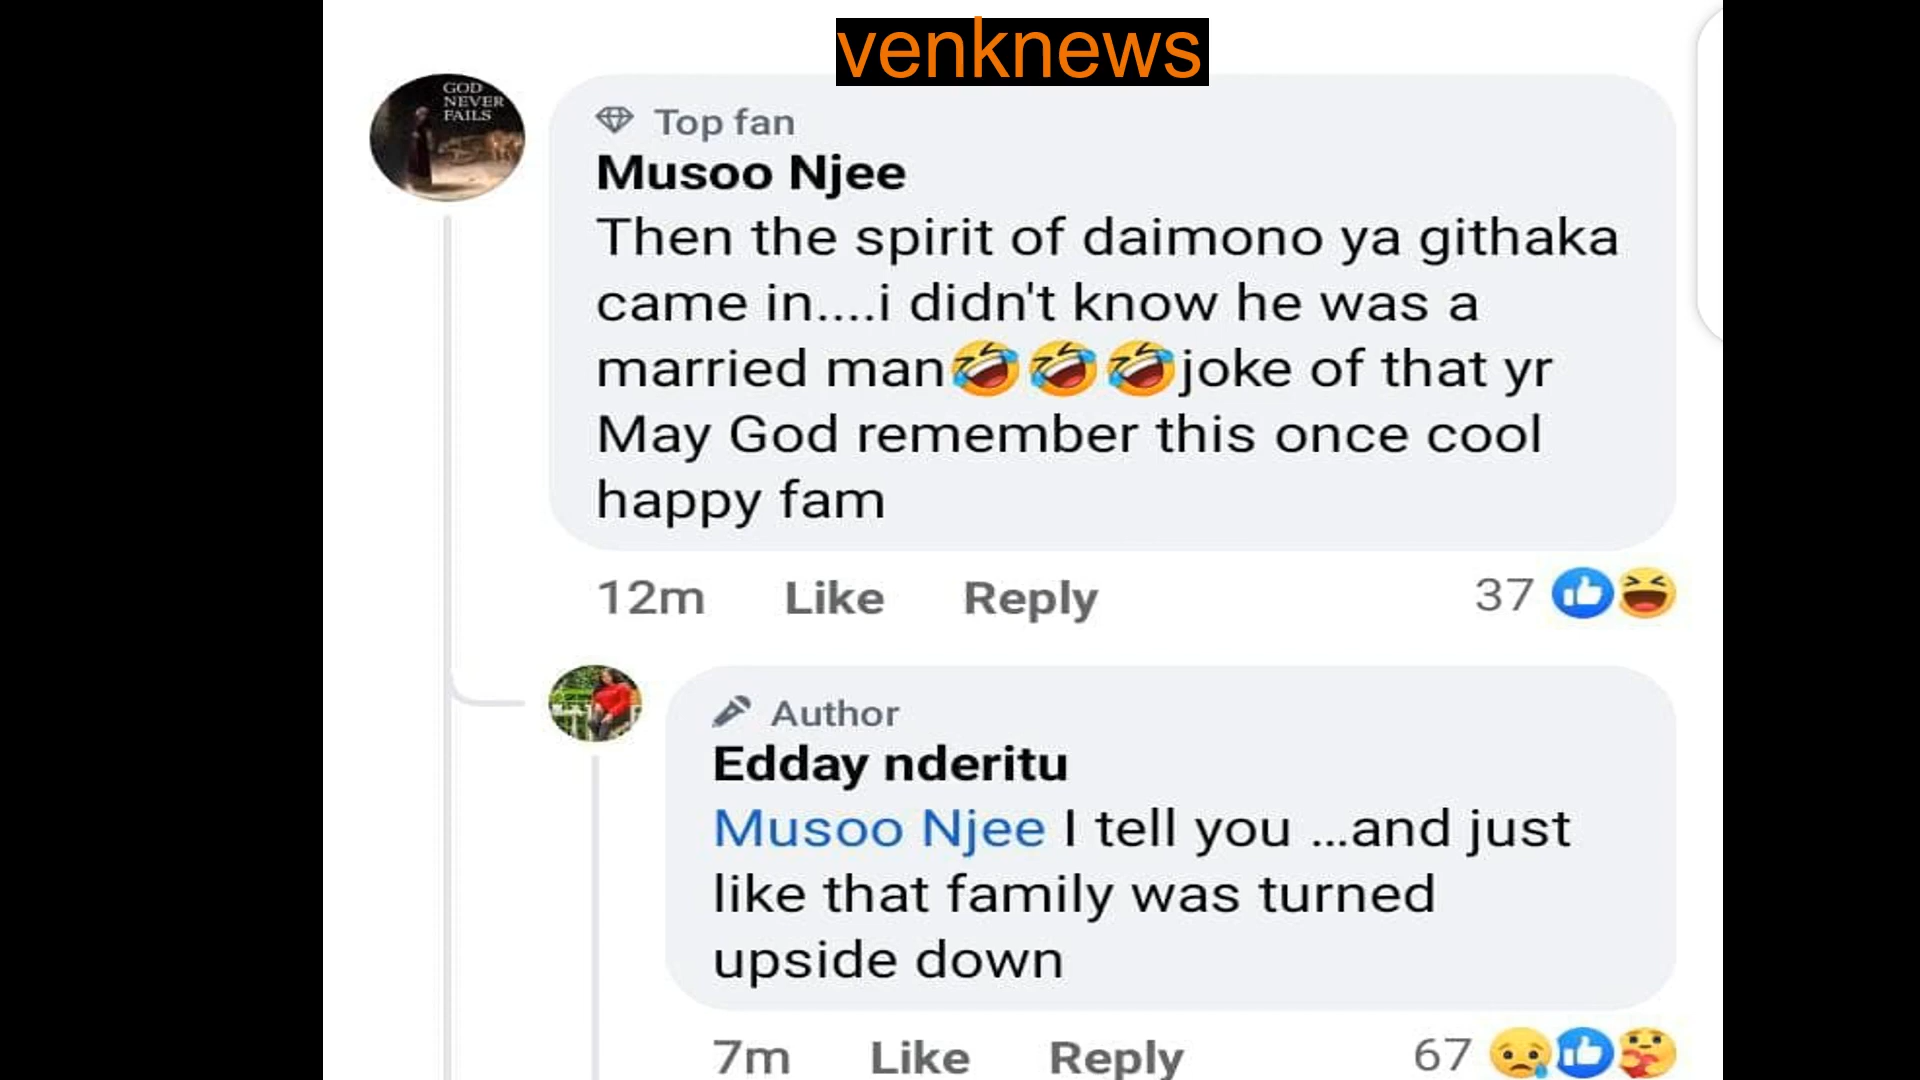 venknews
GOD
NEVER
FAILS
Top fan
Musoo Njee
Then the spirit of daimono ya githaka
came in....i didn't know he was a
married man🤣🤣🤣joke of that yr
May God remember this once cool
happy fam
12m Like Reply 37
Author
Edday nderitu
Musoo Njee I tell you ...and just
like that family was turned
upside down
7m Like Reply 67